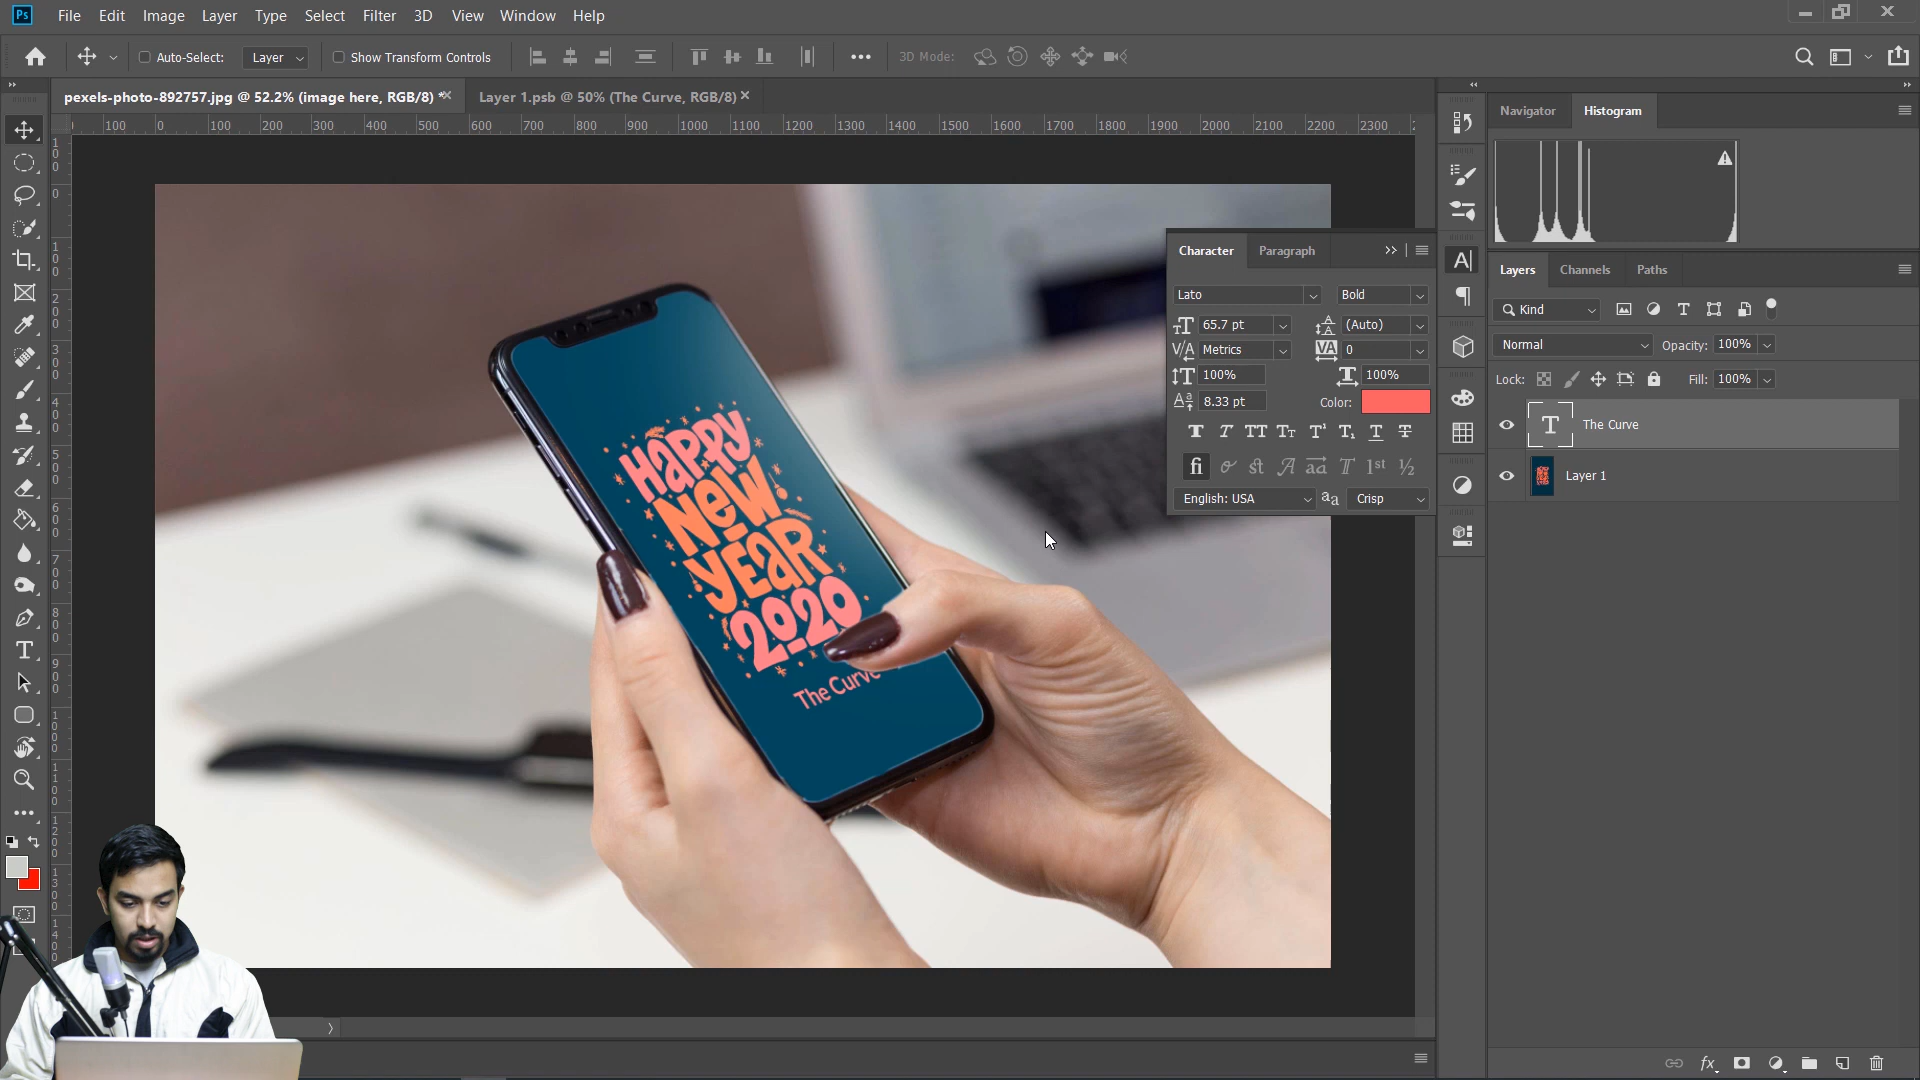 Ps File Edit Image Layer Type Select Filter 3D View Window Help
Auto-Select: Layer Show Transform Controls 3D Mode:
pexels-photo-892757.jpg @ 52.2% (image here, RGB/8) * Layer 1.psb @ 50% (The Curve, RGB/8)
100 0 100 200 300 400 500 600 700 800 900 1000 1100 1200 1300 1400 1500 1600 1700 1800 1900 2000 2100 2200 2300
Navigator Histogram
Character Paragraph
Lato Bold
65.7 pt (Auto)
Metrics 0
100% 100%
8.33 pt Color:
English: USA Crisp
Layers Channels Paths
Kind
Normal Opacity: 100%
Lock: Fill: 100%
The Curve
Layer 1
HAPPY
NEW
YEAR
2020
The Curve